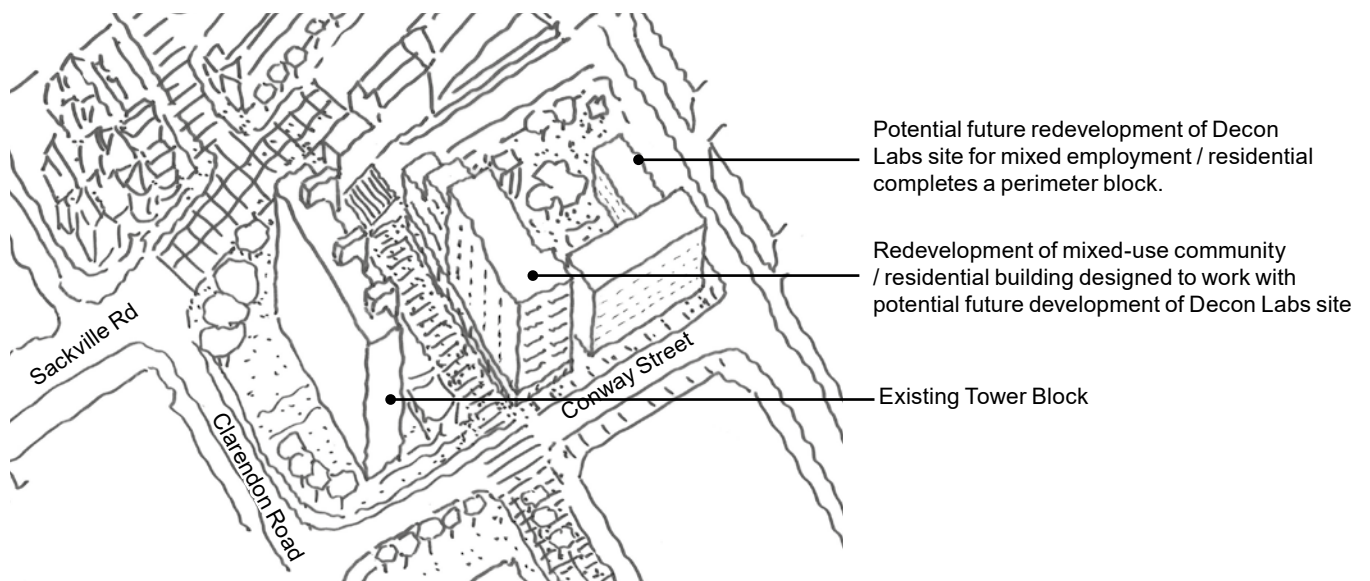 Potential future redevelopment of Decon
Labs site for mixed employment / residential
completes a perimeter block.
Redevelopment of mixed-use community
/ residential building designed to work with
potential future development of Decon Labs site
Existing Tower Block
Sackville Rd
Clarendon Road
Conway Street